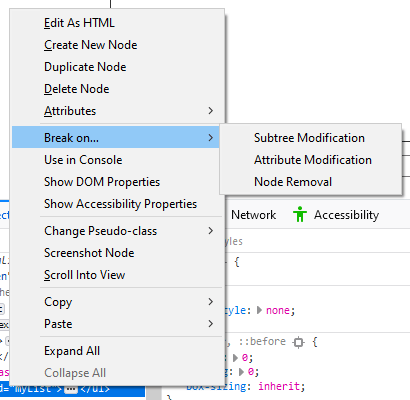 Edit As HTML
Create New Node
Duplicate Node
Delete Node
Attributes
Break on...
Subtree Modification
Attribute Modification
Node Removal
Use in Console
Show DOM Properties
Show Accessibility Properties
Network
Accessibility
Change Pseudo-class
Screenshot Node
Scroll Into View
Copy
Paste
Expand All
Collapse All
{
: none;
, ::before {
: 0;
: 0;
box-sizing: inherit;
}
="myList"> ... </ul>